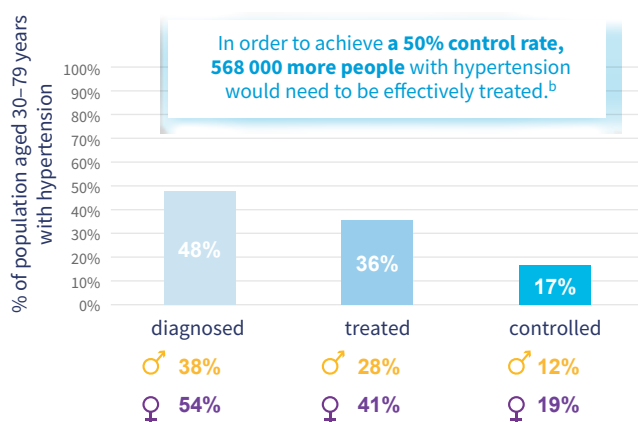 In order to achieve a 50% control rate,
568 000 more people with hypertension
would need to be effectively treated.b
% of population aged 30–79 years
with hypertension
100%
90%
80%
70%
60%
50%
40%
30%
20%
10%
0%
48%
36%
17%
diagnosed treated controlled
♂ 38% ♂ 28% ♂ 12%
♀ 54% ♀ 41% ♀ 19%